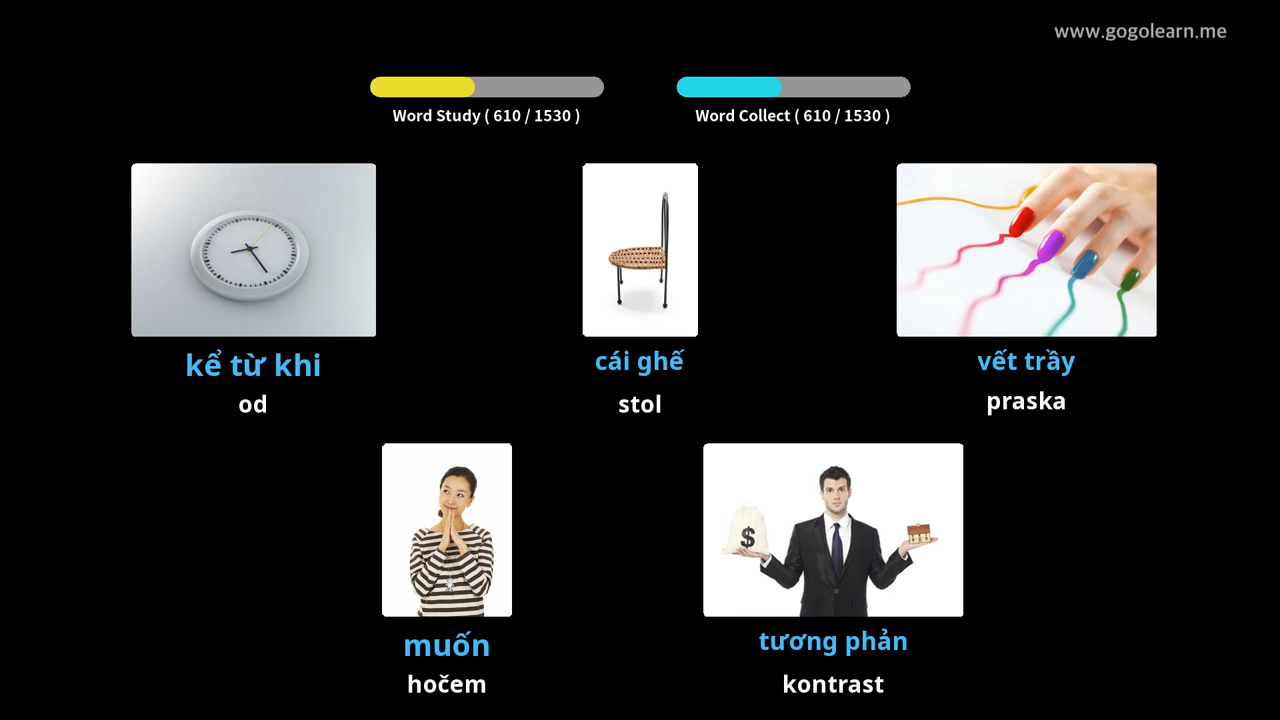 www.gogolearn.me
Word Study ( 610 / 1530 )
Word Collect ( 610 / 1530 )
kể từ khi
od
cái ghế
stol
vết trầy
praska
muốn
hočem
tương phản
kontrast
$